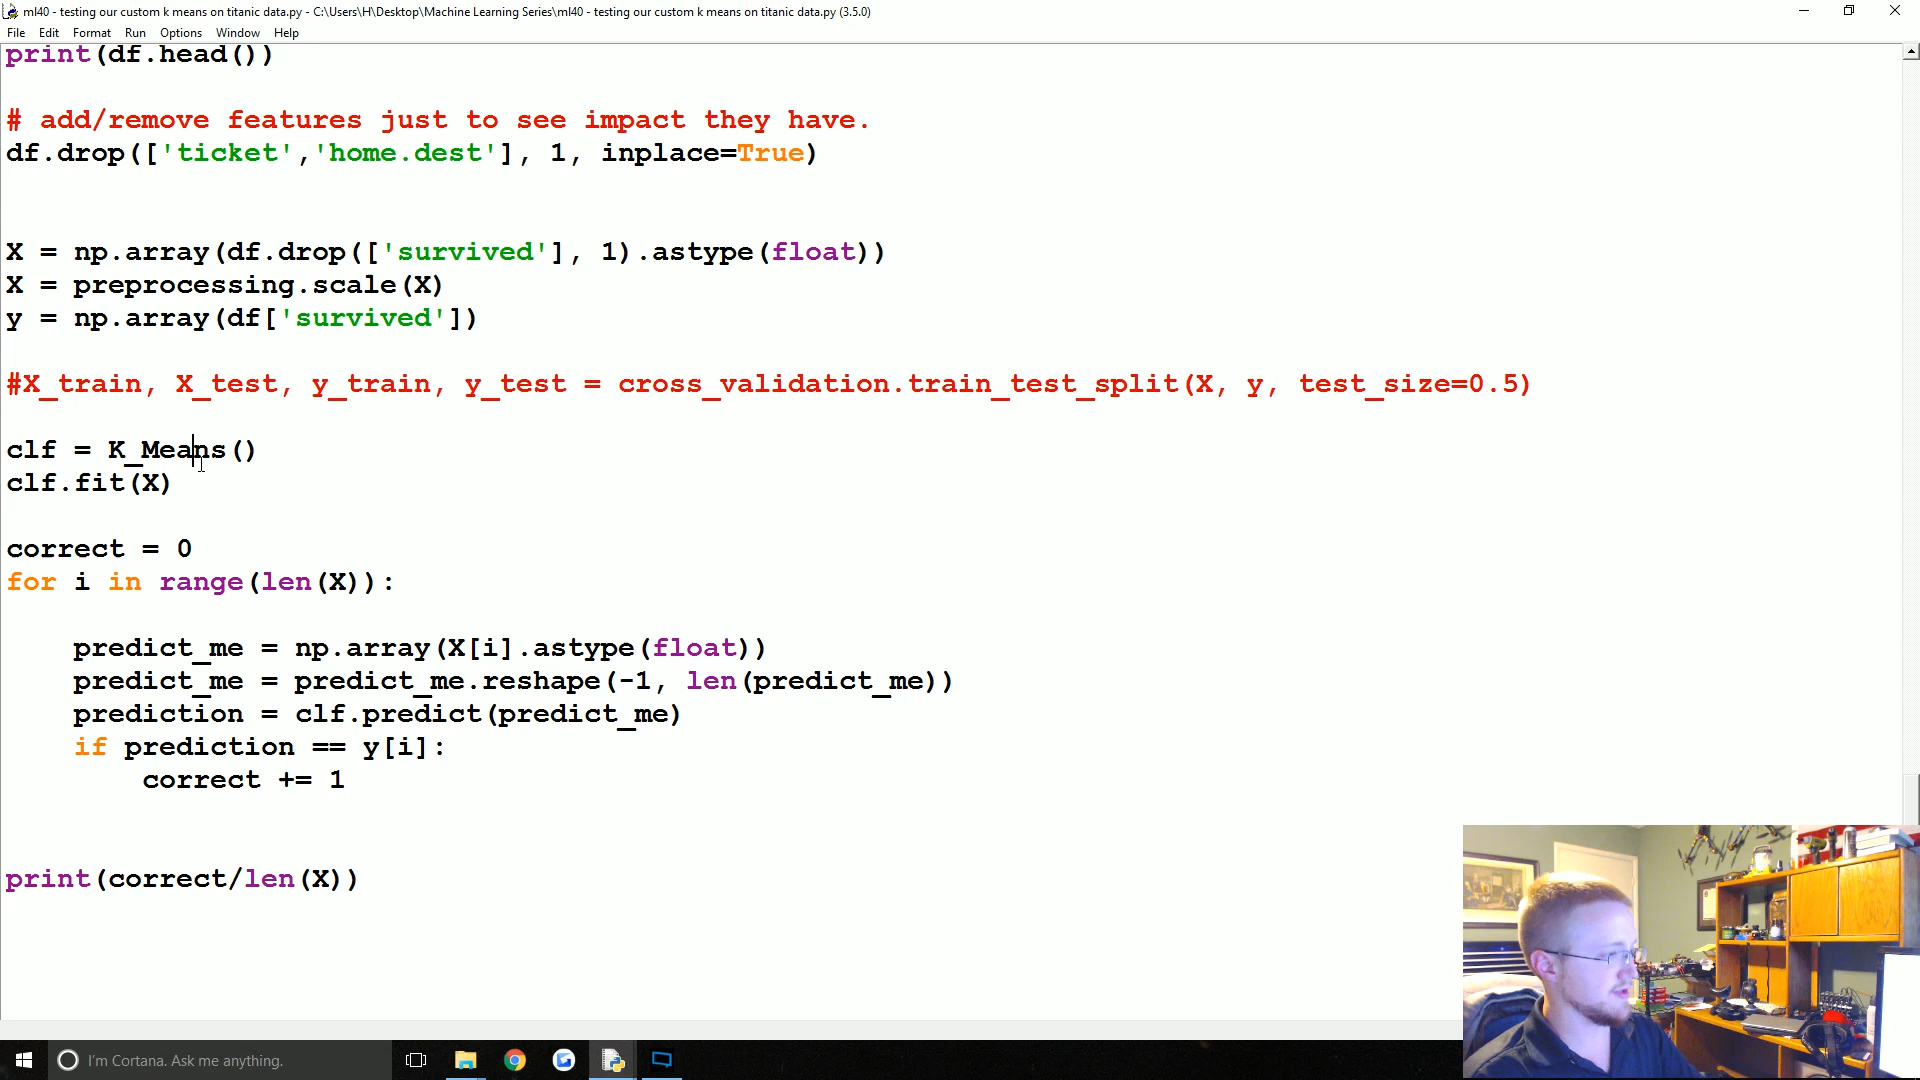 ml40 - testing our custom k means on titanic data.py - C:\Users\H\Desktop\Machine Learning Series\ml40 - testing our custom k means on titanic data.py (3.5.0)
File Edit Format Run Options Window Help
print(df.head())
# add/remove features just to see impact they have.
df.drop(['ticket','home.dest'], 1, inplace=True)
X = np.array(df.drop(['survived'], 1).astype(float))
X = preprocessing.scale(X)
y = np.array(df['survived'])
#X_train, X_test, y_train, y_test = cross_validation.train_test_split(X, y, test_size=0.5)
clf = K_Means()
clf.fit(X)
correct = 0
for i in range(len(X)):
    predict_me = np.array(X[i].astype(float))
    predict_me = predict_me.reshape(-1, len(predict_me))
    prediction = clf.predict(predict_me)
    if prediction == y[i]:
        correct += 1
print(correct/len(X))
I'm Cortana. Ask me anything.